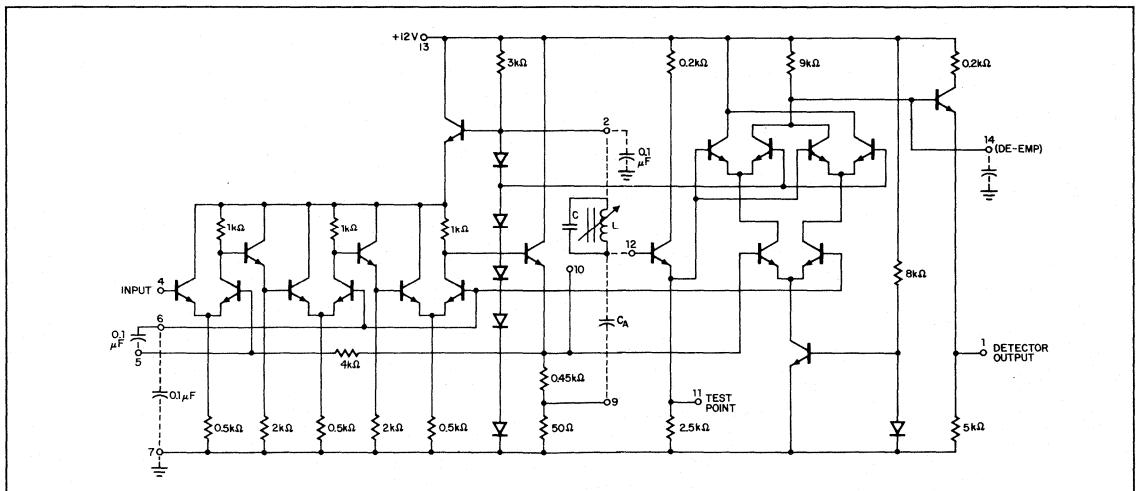 +12V
13
3kΩ
0.2kΩ
9kΩ
0.2kΩ
2
0.1
μF
14
(DE-EMP)
1kΩ
1kΩ
1kΩ
C
L
12
10
INPUT
4
8kΩ
6
0.1
μF
5
4kΩ
CA
1
DETECTOR
OUTPUT
0.1μF
0.45kΩ
9
11
TEST
POINT
0.5kΩ
2kΩ
0.5kΩ
2kΩ
0.5kΩ
50Ω
2.5kΩ
5kΩ
7